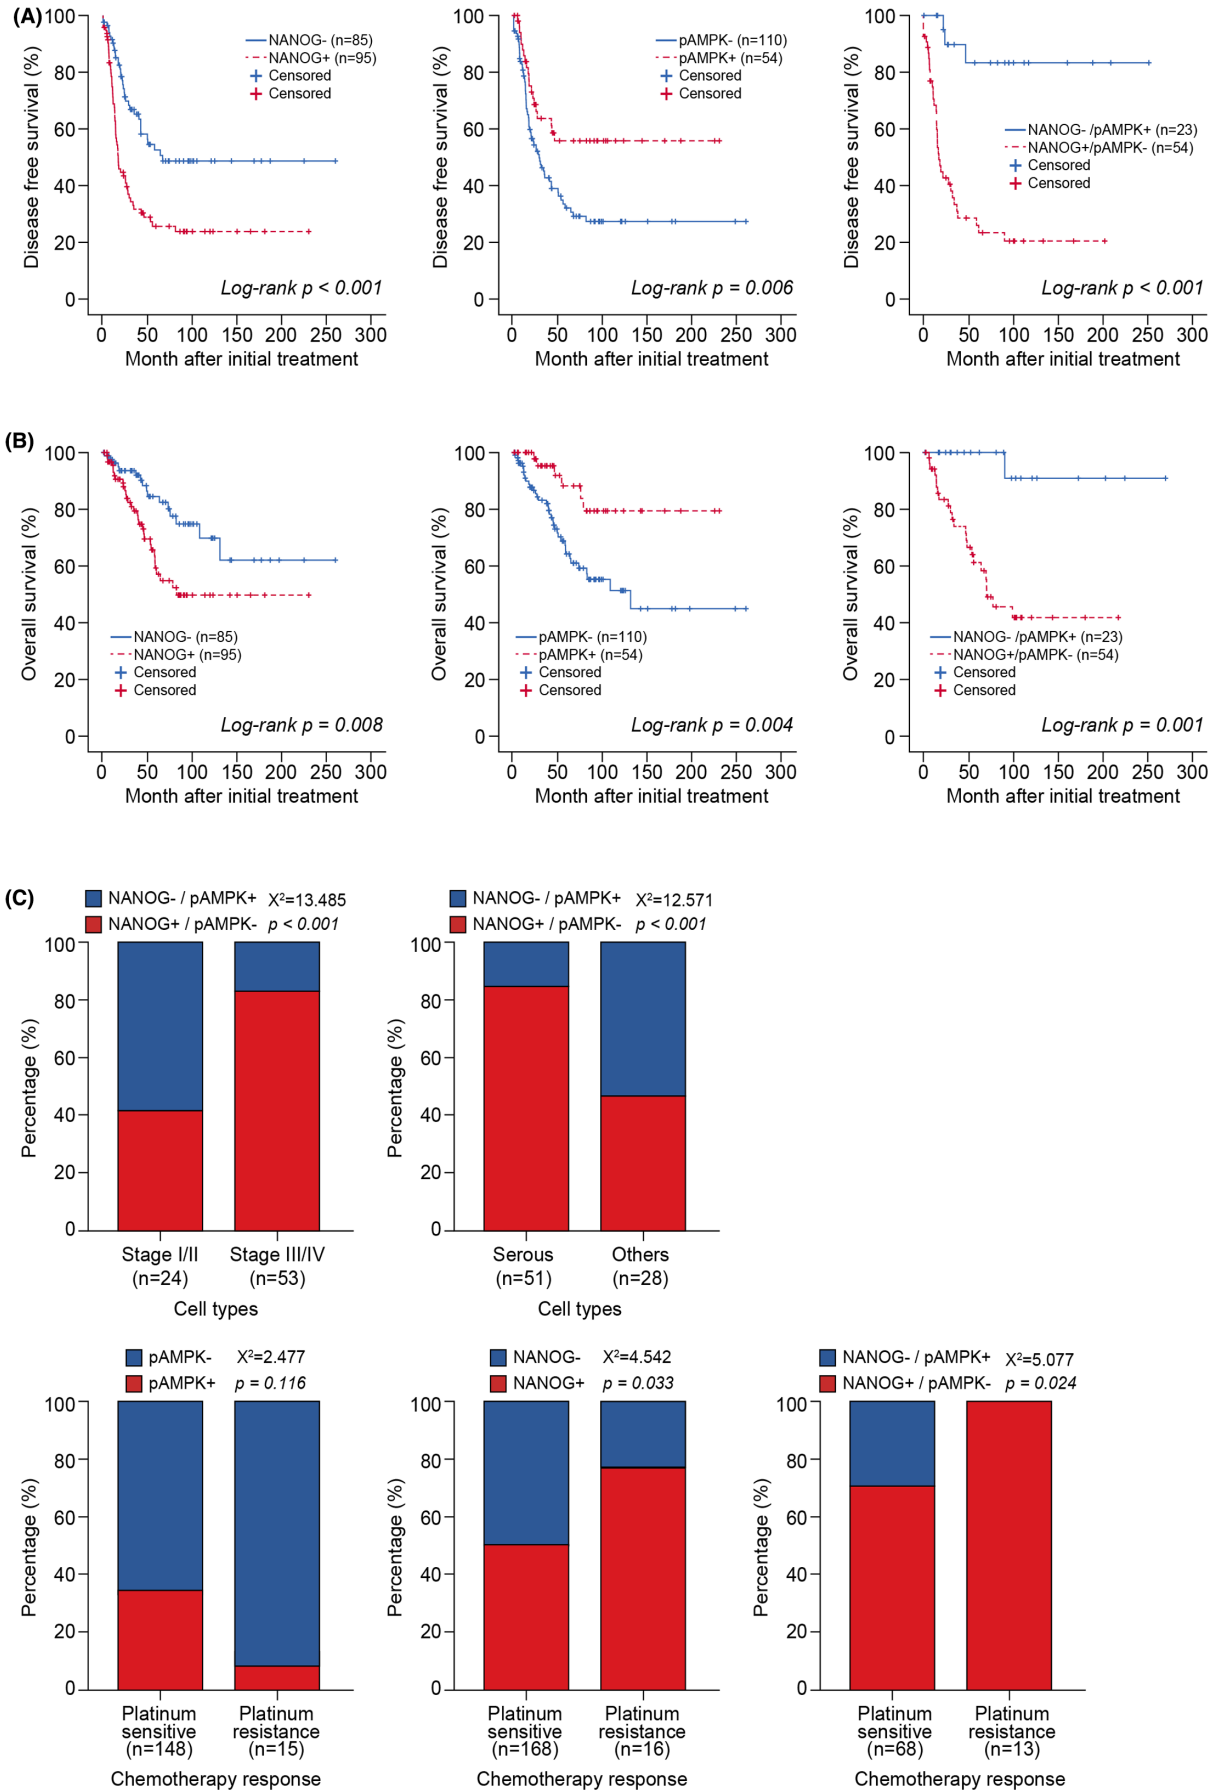 (A)
Disease free survival (%)
100
80
60
40
20
0
NANOG- (n=85)
NANOG+ (n=95)
Censored
Censored
Log-rank p < 0.001
0 50 100 150 200 250 300
Month after initial treatment
Disease free survival (%)
100
80
60
40
20
0
pAMPK- (n=110)
pAMPK+ (n=54)
Censored
Censored
Log-rank p = 0.006
0 50 100 150 200 250 300
Month after initial treatment
Disease free survival (%)
100
80
60
40
20
0
NANOG- /pAMPK+ (n=23)
NANOG+/pAMPK- (n=54)
Censored
Censored
Log-rank p < 0.001
0 50 100 150 200 250 300
Month after initial treatment
(B)
Overall survival (%)
100
80
60
40
20
0
NANOG- (n=85)
NANOG+ (n=95)
Censored
Censored
Log-rank p = 0.008
0 50 100 150 200 250 300
Month after initial treatment
Overall survival (%)
100
80
60
40
20
0
pAMPK- (n=110)
pAMPK+ (n=54)
Censored
Censored
Log-rank p = 0.004
0 50 100 150 200 250 300
Month after initial treatment
Overall survival (%)
100
80
60
40
20
0
NANOG- /pAMPK+ (n=23)
NANOG+/pAMPK- (n=54)
Censored
Censored
Log-rank p = 0.001
0 50 100 150 200 250 300
Month after initial treatment
(C)
NANOG- / pAMPK+ X²=13.485
NANOG+ / pAMPK- p < 0.001
Percentage (%)
100
80
60
40
20
0
Stage I/II Stage III/IV
(n=24) (n=53)
Cell types
NANOG- / pAMPK+ X²=12.571
NANOG+ / pAMPK- p < 0.001
Percentage (%)
100
80
60
40
20
0
Serous Others
(n=51) (n=28)
Cell types
pAMPK- X²=2.477
pAMPK+ p = 0.116
Percentage (%)
100
80
60
40
20
0
Platinum Platinum
sensitive resistance
(n=148) (n=15)
Chemotherapy response
NANOG- X²=4.542
NANOG+ p = 0.033
Percentage (%)
100
80
60
40
20
0
Platinum Platinum
sensitive resistance
(n=168) (n=16)
Chemotherapy response
NANOG- / pAMPK+ X²=5.077
NANOG+ / pAMPK- p = 0.024
Percentage (%)
100
80
60
40
20
0
Platinum Platinum
sensitive resistance
(n=68) (n=13)
Chemotherapy response